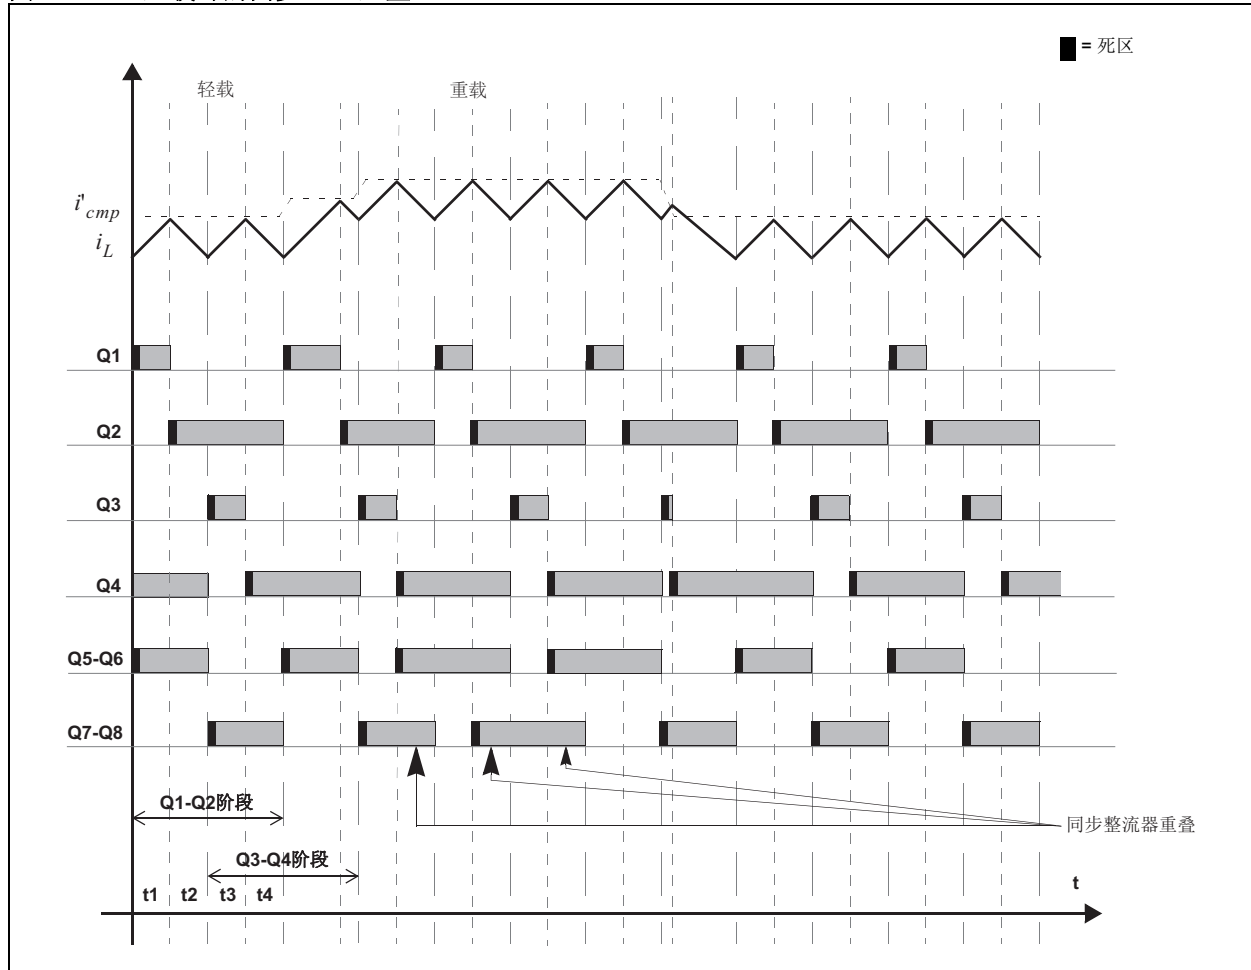 = 死区
轻载
重载
i'cmp
iL
Q1
Q2
Q3
Q4
Q5-Q6
Q7-Q8
Q1-Q2阶段
同步整流器重叠
Q3-Q4阶段
t1 t2 t3 t4
t